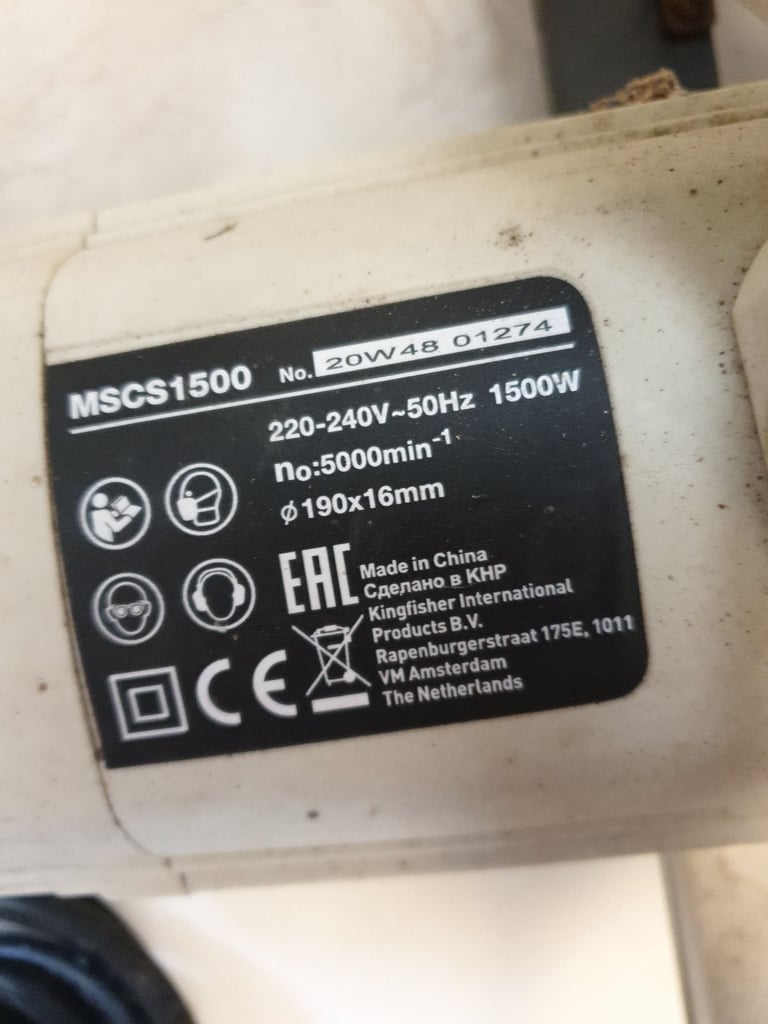 MSCS1500 No. 20W48 01274
220-240V~50Hz 1500W
no:5000min-1
ø190x16mm
EAC
Made in China
Сделано в КНР
Kingfisher International
Products B.V.
Rapenburgerstraat 175E, 1011
VM Amsterdam
The Netherlands
CE